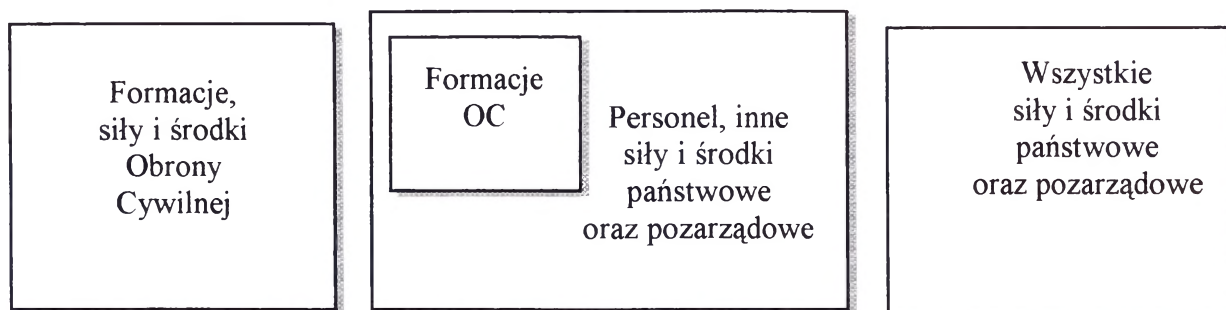 Formacje,
siły i środki
Obrony
Cywilnej
Formacje
OC
Personel, inne
siły i środki
państwowe
oraz pozarządowe
Wszystkie
siły i środki
państwowe
oraz pozarządowe